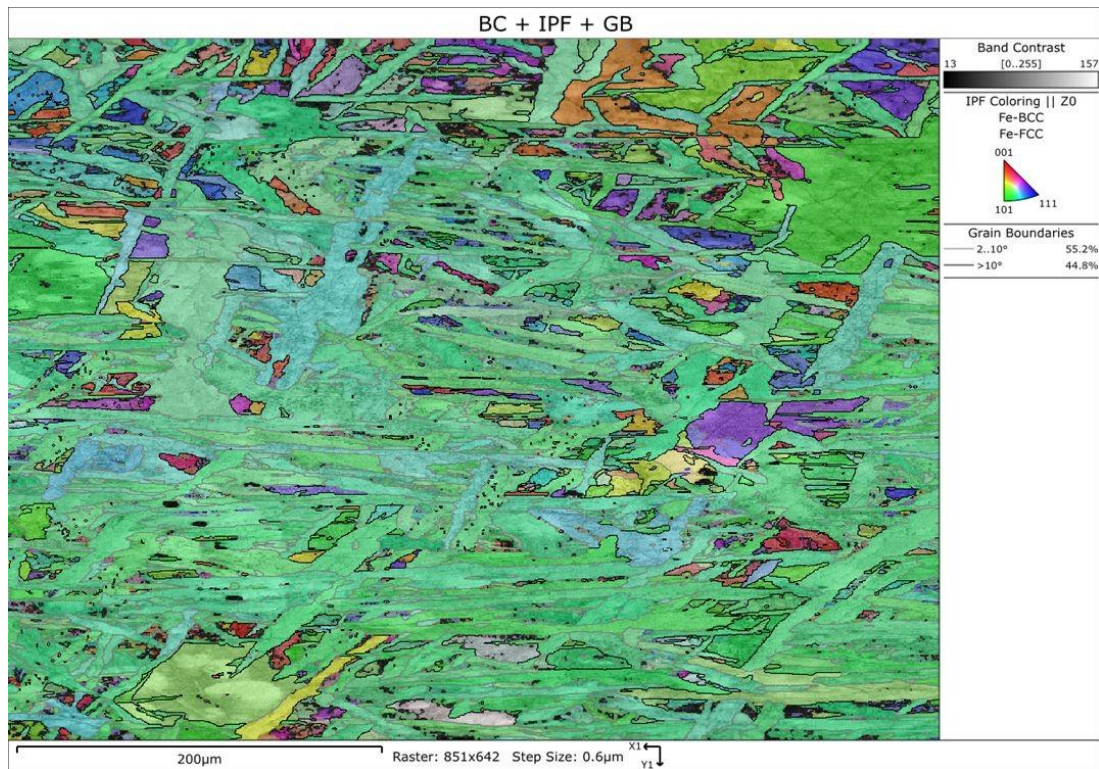 BC + IPF + GB
Band Contrast
13 [0..255] 157
IPF Coloring || Z0
Fe-BCC
Fe-FCC
001
101 111
Grain Boundaries
2..10° 55.2%
>10° 44.8%
200µm Raster: 851x642 Step Size: 0.6µm X1
Y1